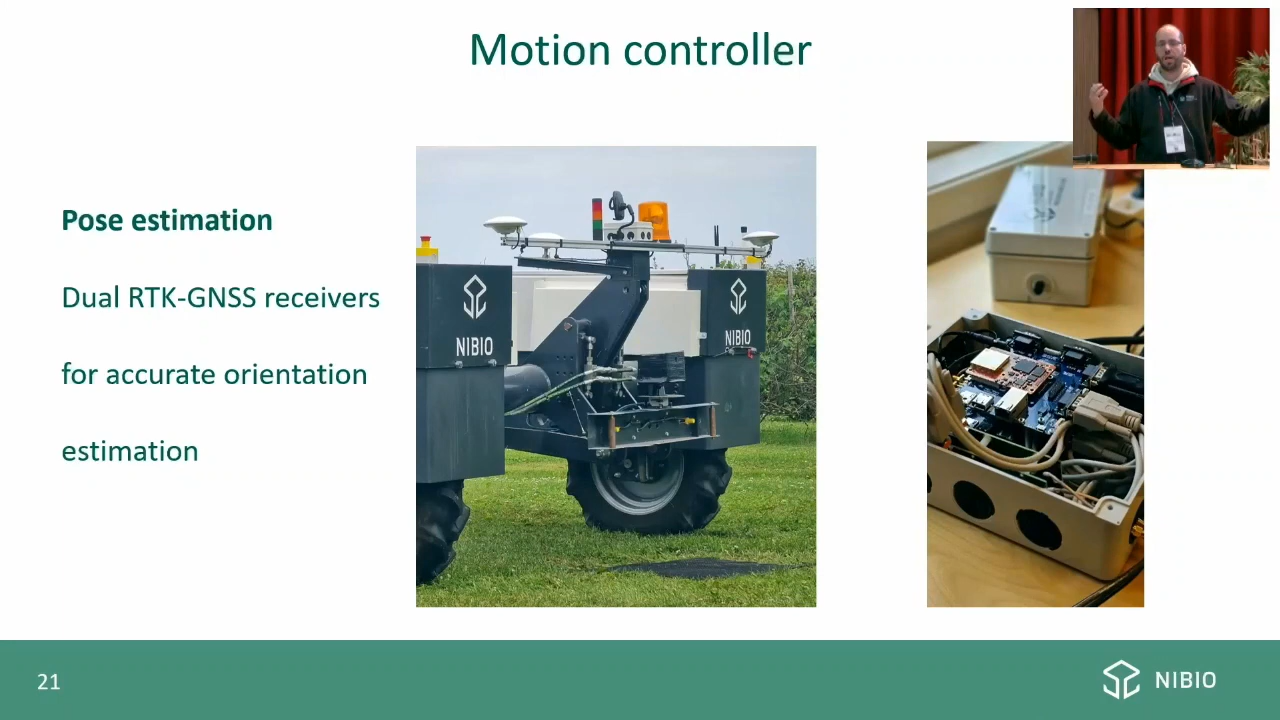 Motion controller
Pose estimation
Dual RTK-GNSS receivers
for accurate orientation
estimation
NIBIO
NIBIO
21
NIBIO